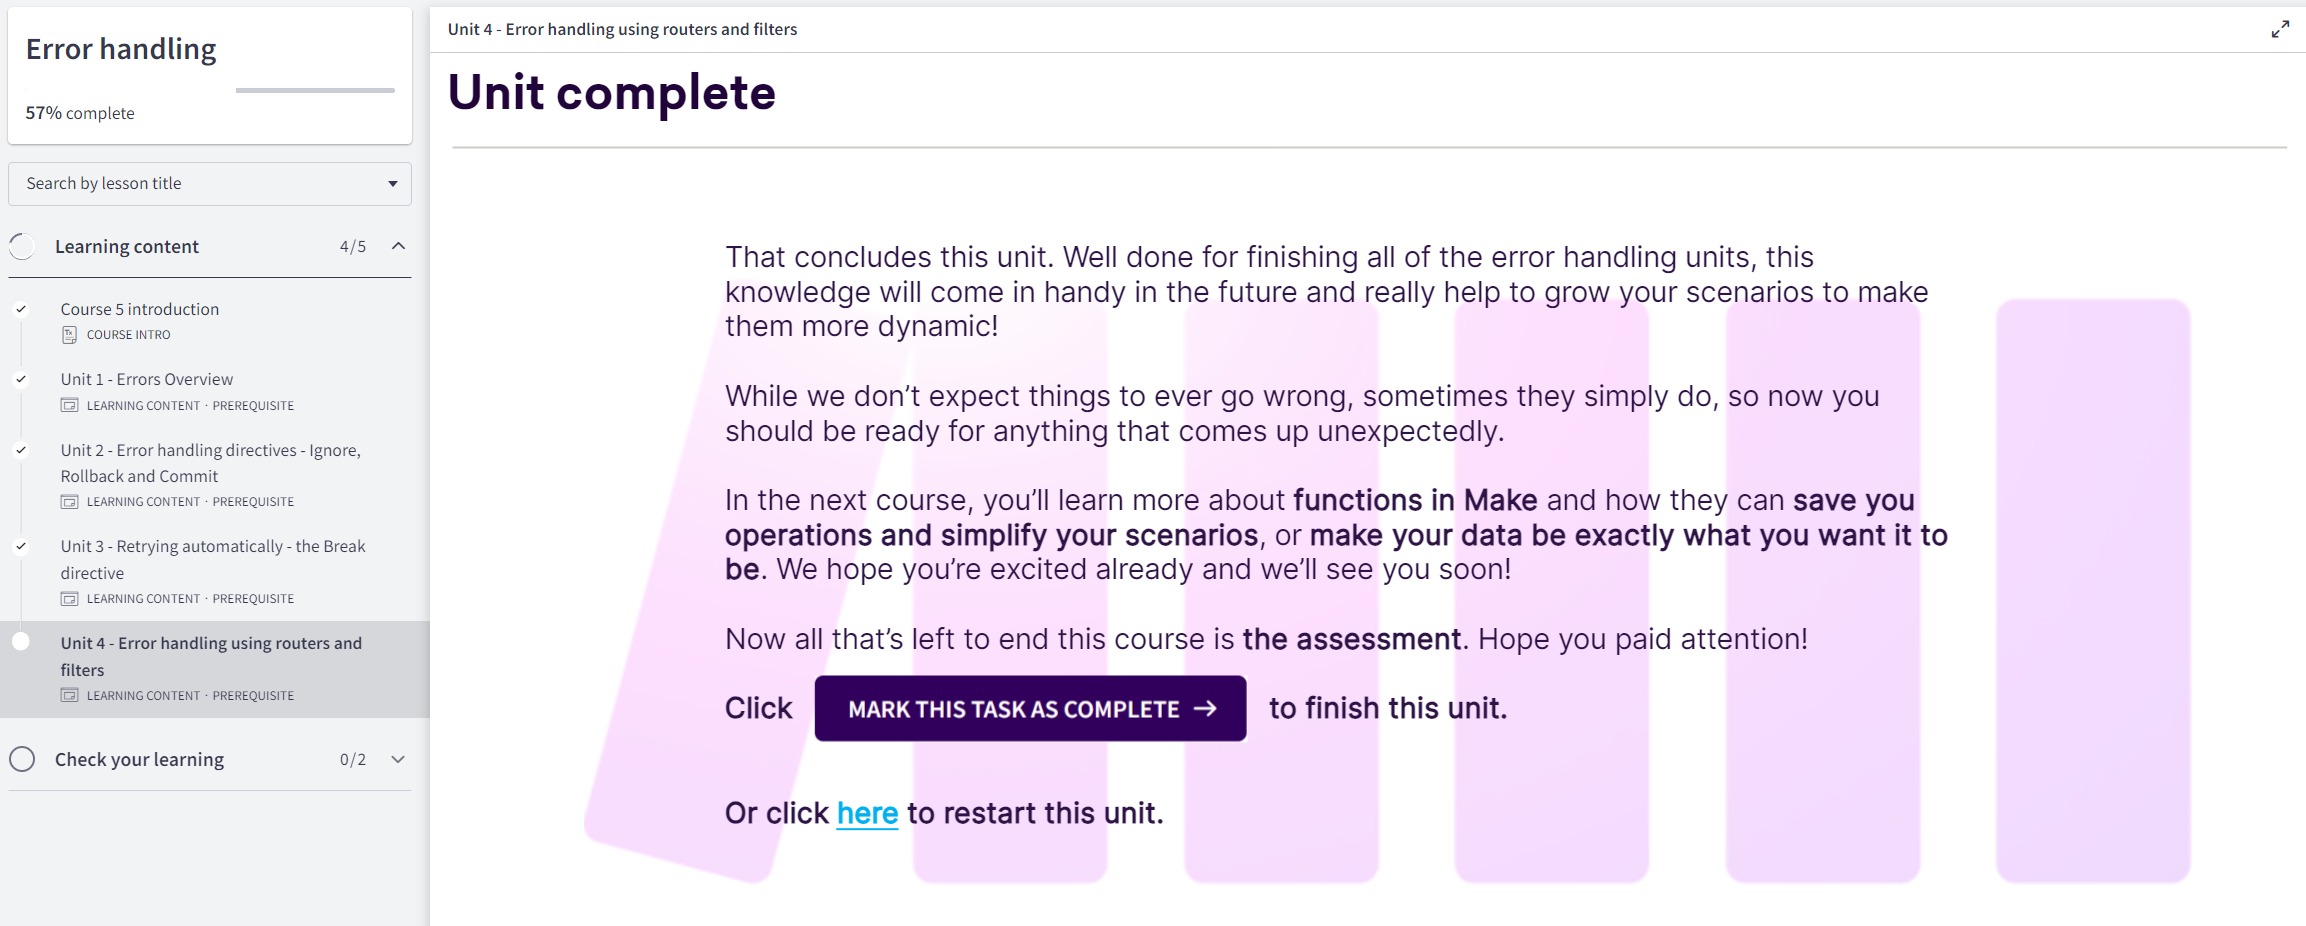 Error handling
57% complete
Search by lesson title
Learning content 4/5
Course 5 introduction
COURSE INTRO
Unit 1 - Errors Overview
LEARNING CONTENT · PREREQUISITE
Unit 2 - Error handling directives - Ignore,
Rollback and Commit
LEARNING CONTENT · PREREQUISITE
Unit 3 - Retrying automatically - the Break
directive
LEARNING CONTENT · PREREQUISITE
Unit 4 - Error handling using routers and
filters
LEARNING CONTENT · PREREQUISITE
Check your learning 0/2
Unit 4 - Error handling using routers and filters
Unit complete
That concludes this unit. Well done for finishing all of the error handling units, this
knowledge will come in handy in the future and really help to grow your scenarios to make
them more dynamic!
While we don’t expect things to ever go wrong, sometimes they simply do, so now you
should be ready for anything that comes up unexpectedly.
In the next course, you’ll learn more about functions in Make and how they can save you
operations and simplify your scenarios, or make your data be exactly what you want it to
be. We hope you’re excited already and we’ll see you soon!
Now all that’s left to end this course is the assessment. Hope you paid attention!
Click MARK THIS TASK AS COMPLETE → to finish this unit.
Or click here to restart this unit.